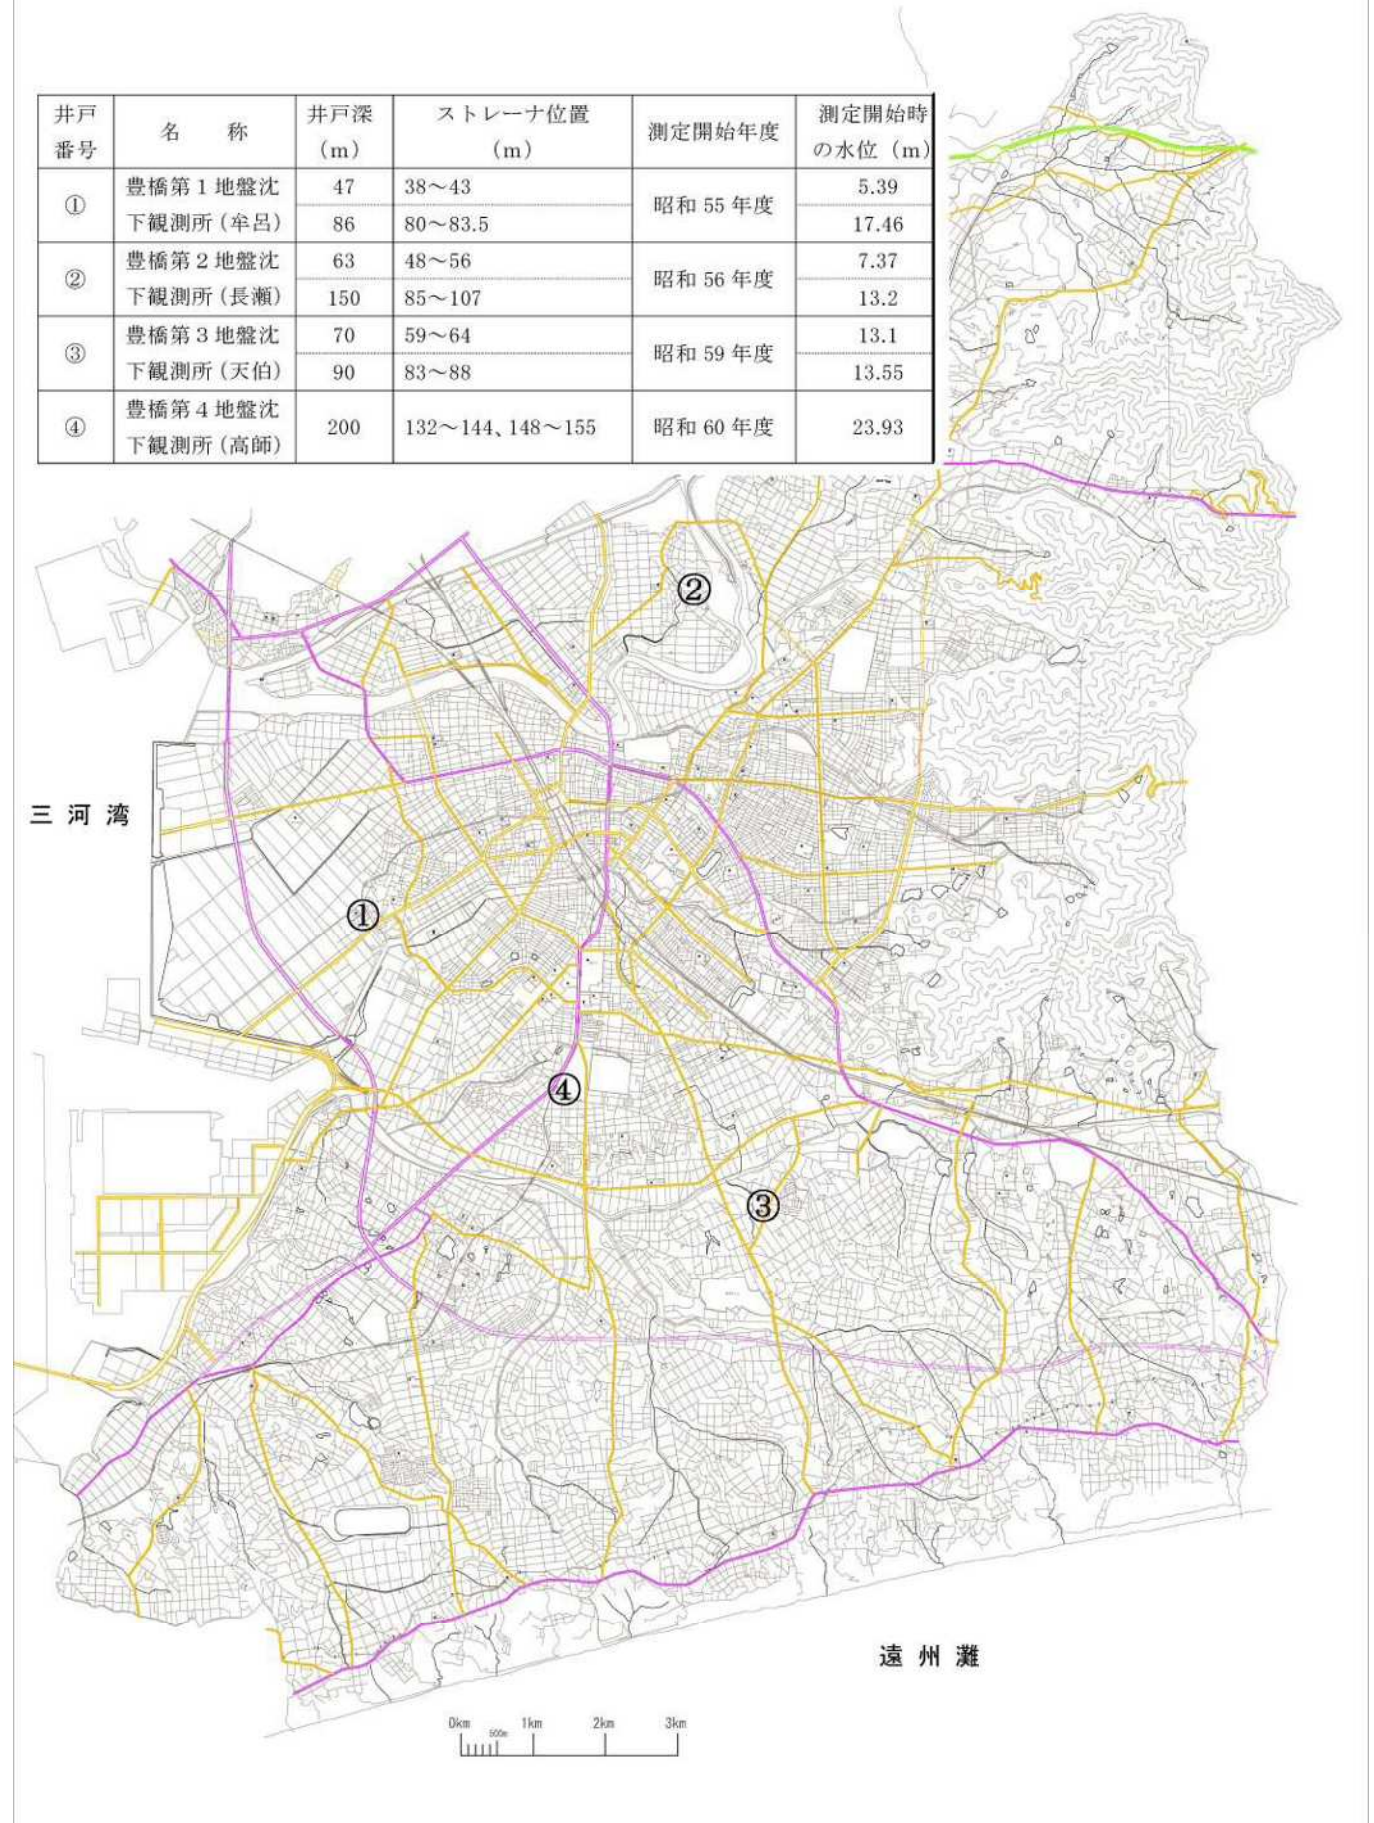 井戸番号 名　称 井戸深（m） ストレーナ位置（m） 測定開始年度 測定開始時の水位（m）
① 豊橋第１地盤沈下観測所（牟呂） 47 38～43 昭和 55 年度 5.39
86 80～83.5 17.46
② 豊橋第２地盤沈下観測所（長瀬） 63 48～56 昭和 56 年度 7.37
150 85～107 13.2
③ 豊橋第３地盤沈下観測所（天伯） 70 59～64 昭和 59 年度 13.1
90 83～88 13.55
④ 豊橋第４地盤沈下観測所（高師） 200 132～144、148～155 昭和 60 年度 23.93
②
三河湾
①
④
③
遠州灘
0km 500m 1km 2km 3km